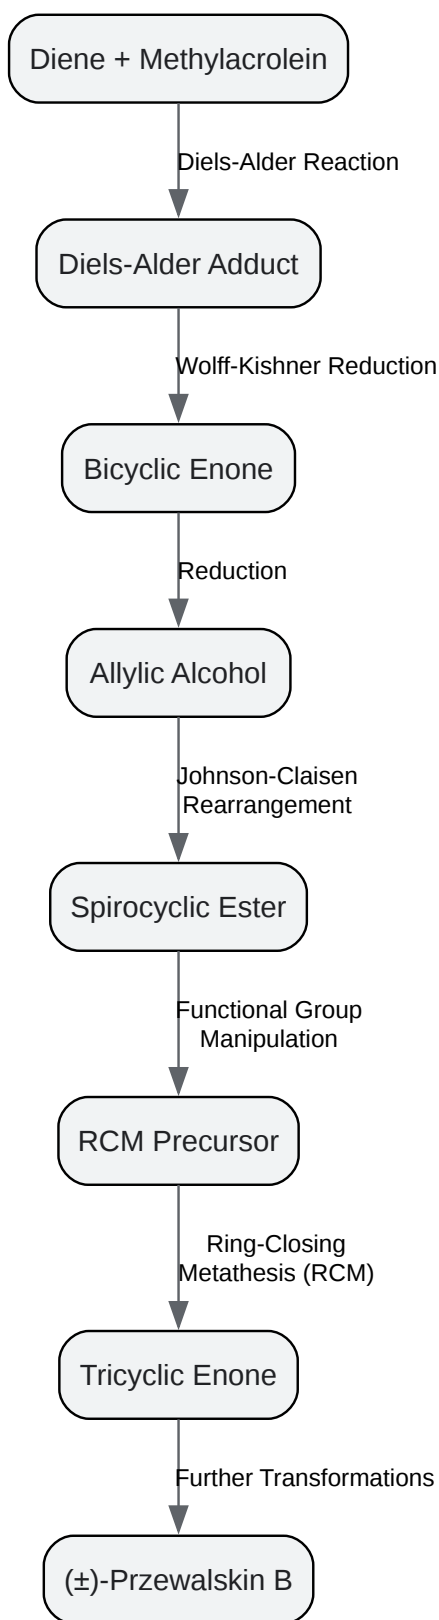 Diene + Methylacrolein
Diels-Alder Reaction
Diels-Alder Adduct
Wolff-Kishner Reduction
Bicyclic Enone
Reduction
Allylic Alcohol
Johnson-Claisen
Rearrangement
Spirocyclic Ester
Functional Group
Manipulation
RCM Precursor
Ring-Closing
Metathesis (RCM)
Tricyclic Enone
Further Transformations
(±)-Przewalskin B